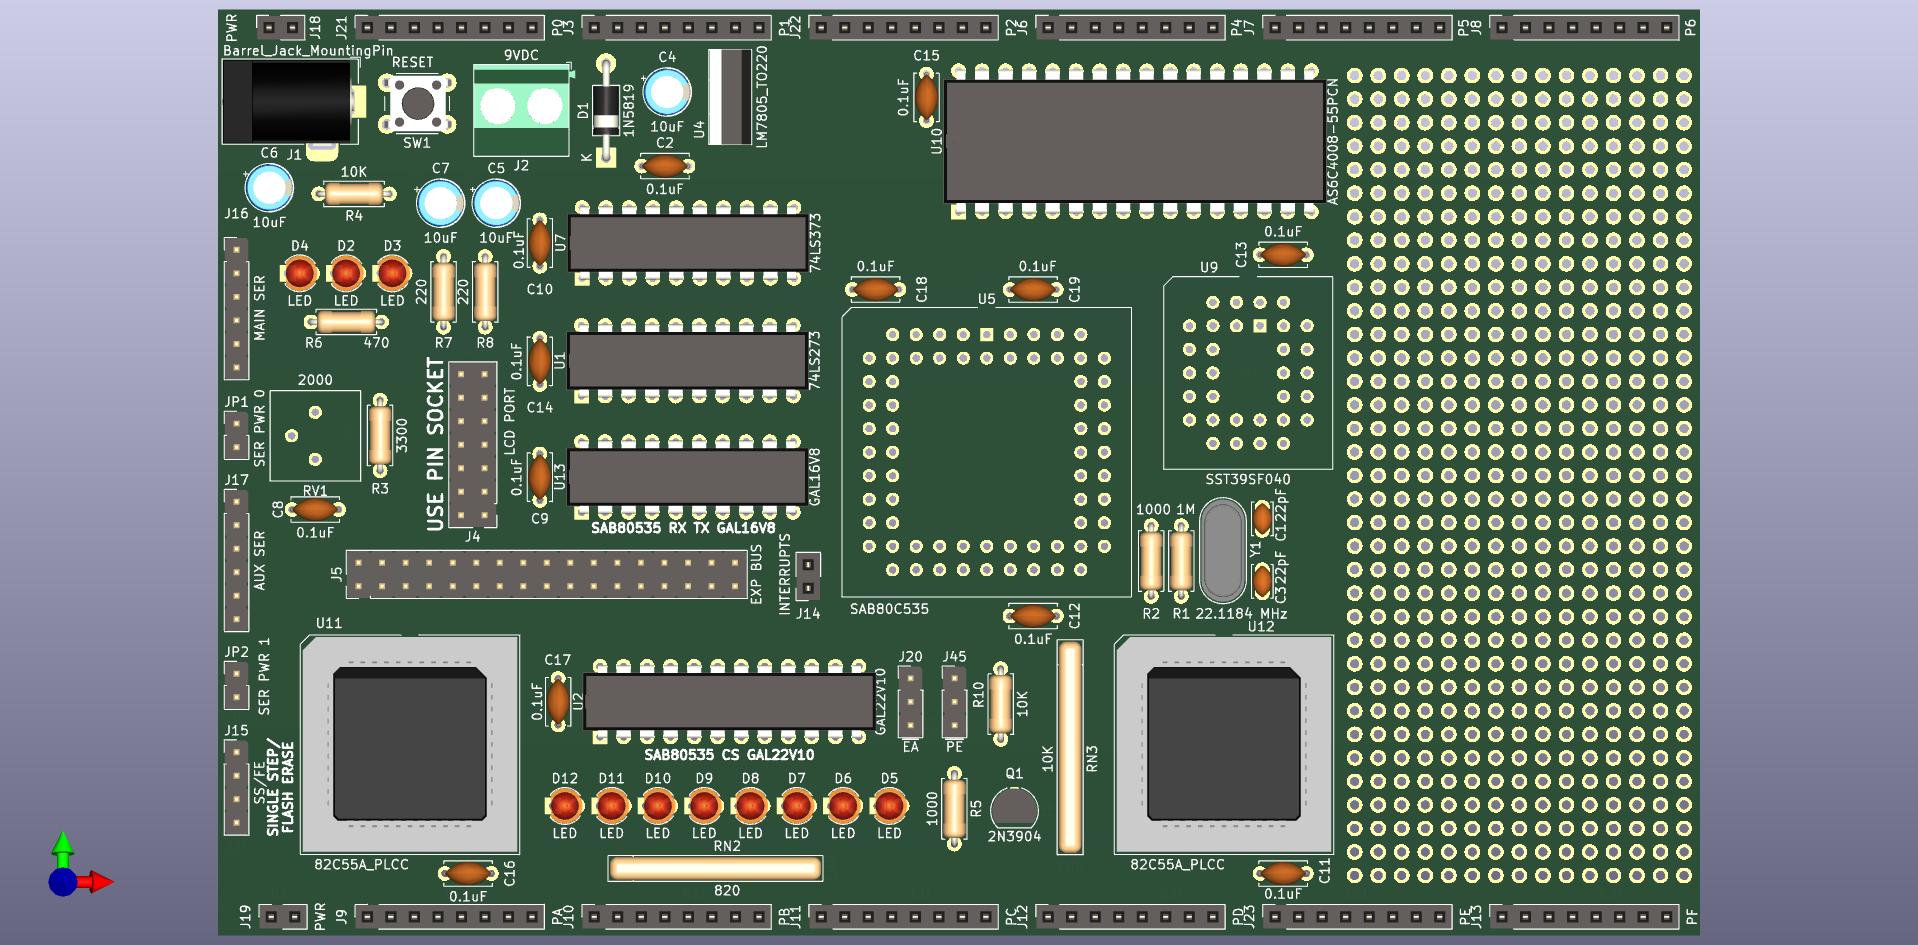 PWR J18 J21 P0 J3 P1 J22 P2 J6 P4 J7 P5 J8 P6
Barrel_Jack_MountingPin
RESET 9VDC C4 C15
D1 1N5819 U4 LM7805_TO220 0.1uF U10 AS6C4008-55PCN
10uF
SW1
C6 J1 K C2
J2
10K C7 C5 0.1uF
R4
J16 10uF
10uF 10uF 0.1uF U7 74LS373 0.1uF
D4 D2 D3 C13
C10 0.1uF 0.1uF U9
LED LED LED 220 220 C18 C19
MAIN SER U5
R6 470 R7 R8 0.1uF U1 74LS273
2000
JP1 C14
SER PWR 0 3300 USE PIN SOCKET LCD PORT
0.1uF U13 GAL16V8
J17 RV1 R3 SST39SF040
C8 C9
SAB80535 RX TX GAL16V8
0.1uF J4 1000 1M C1 22pF
AUX SER J5 EXP BUS INTERRUPTS Y1
C3 22pF
J14 SAB80C535 R2 R1 22.1184 MHz
U11 C12 U12
0.1uF
JP2 C17 J20 J45
SER PWR 1 0.1uF U2 GAL22V10 R10 10K
J15 EA PE
SAB80535 CS GAL22V10
SS/FE
SINGLE STEP/
FLASH ERASE 10K RN3
D12 D11 D10 D9 D8 D7 D6 D5 Q1
1000 R5
LED LED LED LED LED LED LED LED 2N3904
RN2
82C55A_PLCC 82C55A_PLCC
C16 820 C11
0.1uF 0.1uF
J19 PWR J9 PA J10 PB J11 PC J12 PD J23 PE J13 PF